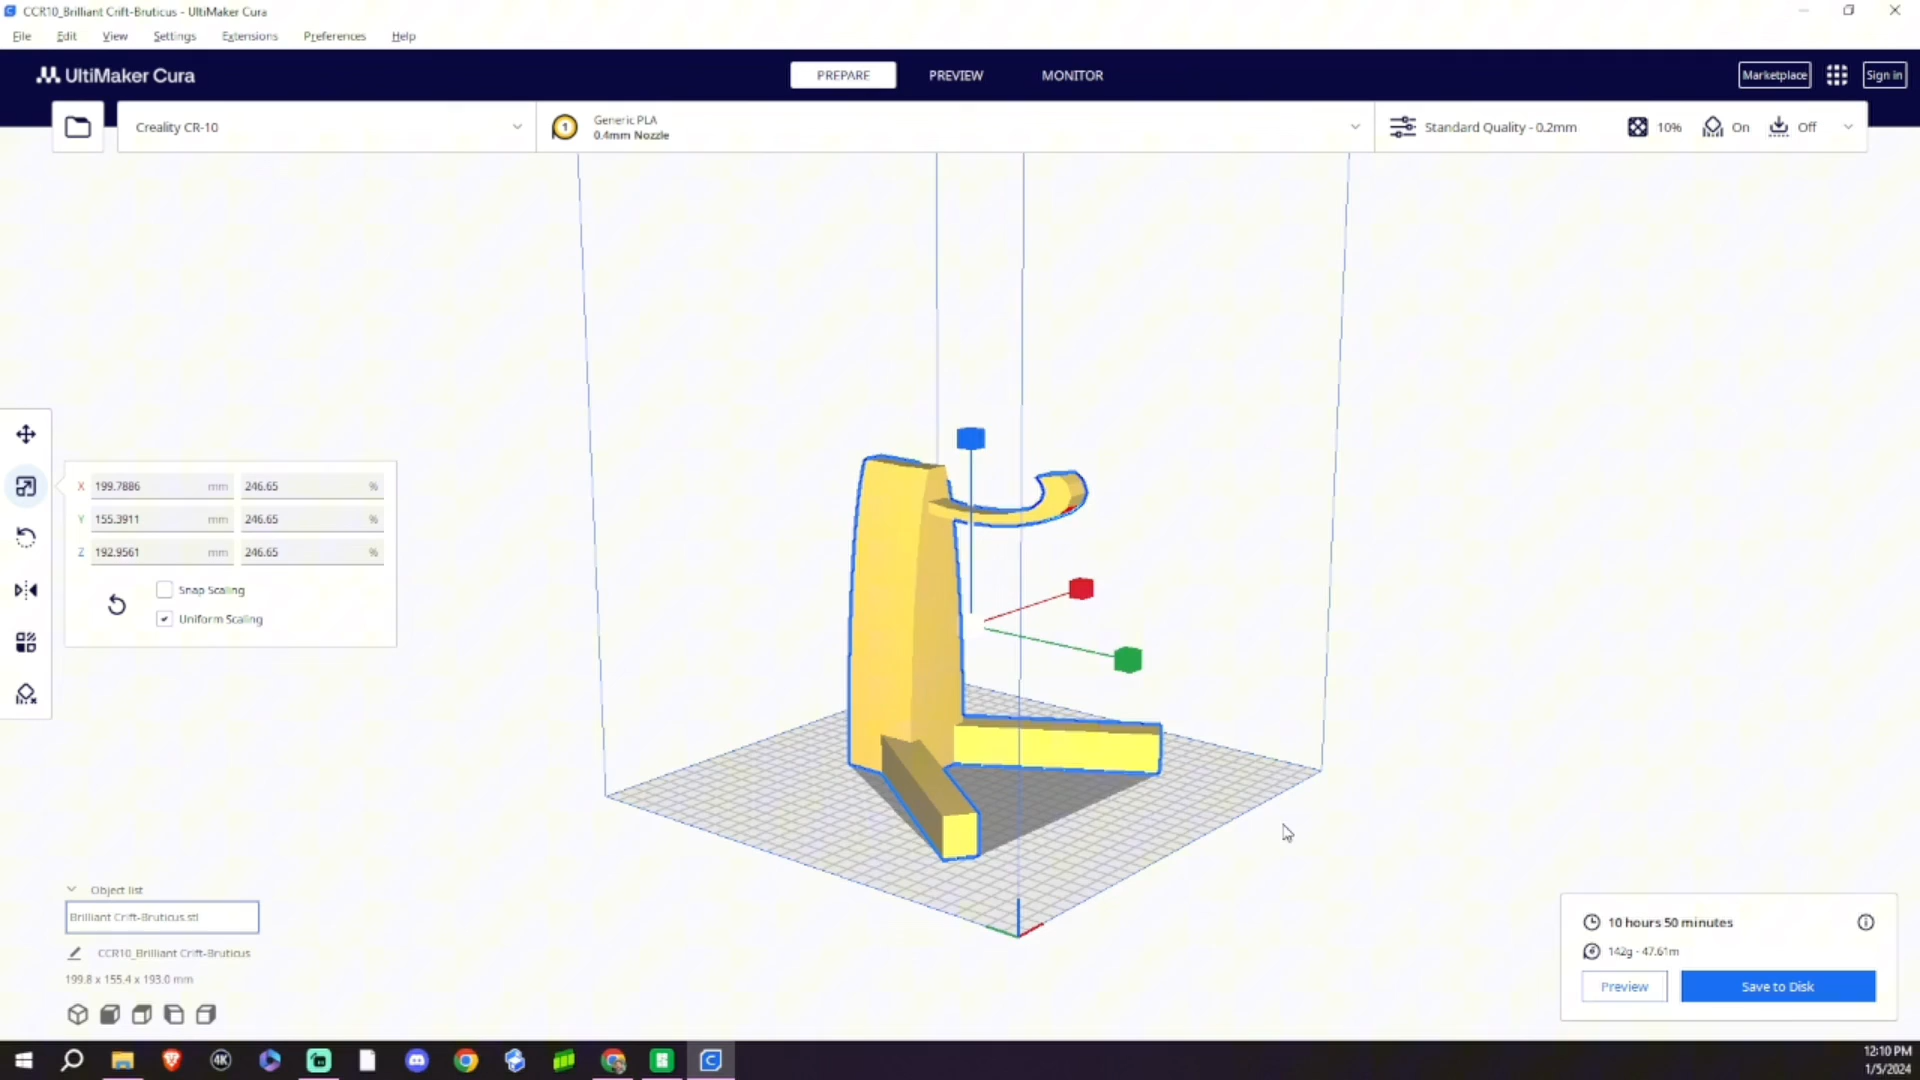 CCR10_Brilliant Crift-Bruticus - UltiMaker Cura
File Edit View Settings Extensions Preferences Help
UltiMaker Cura PREPARE PREVIEW MONITOR Marketplace Sign in
Creality CR-10
1 Generic PLA
0.4mm Nozzle
Standard Quality - 0.2mm 10% On Off
X 199.7886 mm 246.65 %
Y 155.3911 mm 246.65 %
Z 192.9561 mm 246.65 %
Snap Scaling
Uniform Scaling
Object list
Brilliant Crift-Bruticus.stl
CCR10_Brilliant Crift-Bruticus
199.8 x 155.4 x 193.0 mm
10 hours 50 minutes
142g - 47.61m
Preview Save to Disk
4K
12:10 PM
1/5/2024